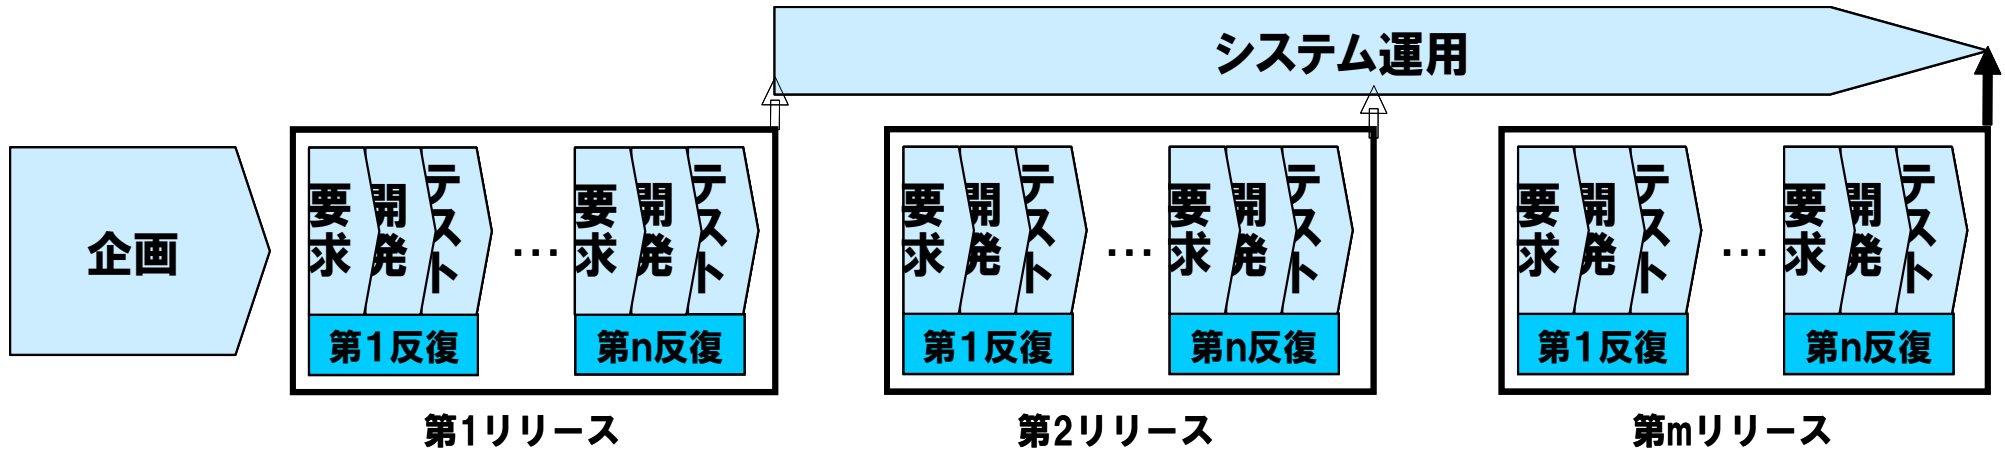 システム運用
企画
要求
開発
テスト
…
要求
開発
テスト
第1反復
第n反復
第1リリース
要求
開発
テスト
…
要求
開発
テスト
第1反復
第n反復
第2リリース
要求
開発
テスト
…
要求
開発
テスト
第1反復
第n反復
第mリリース